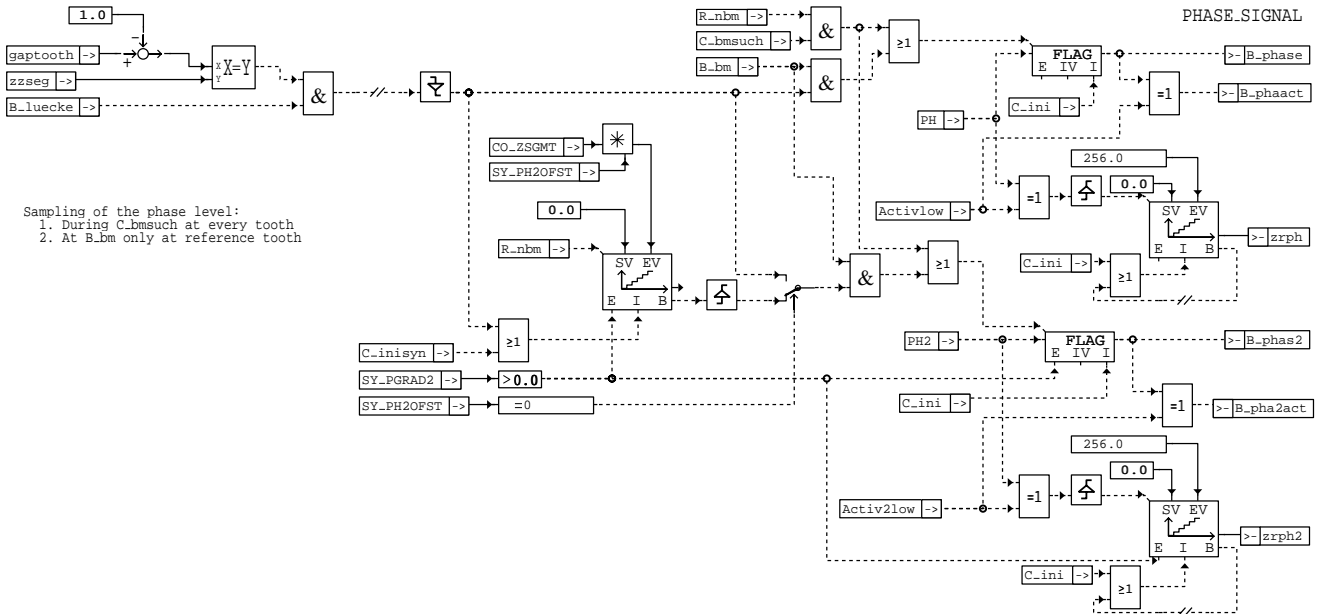 PHASE_SIGNAL
1.0
gaptooth ->
zzseg ->
B_luecke ->
- +
X Y X=Y
&
R_nbm ->
C_bmsuch ->
B_bm ->
&
&
≥1
FLAG
E IV I
C_ini ->
>- B_phase
=1
>- B_phaact
PH ->
CO_ZSGMT ->
SY_PH2OFST ->
Sampling of the phase level:
1. During C_bmsuch at every tooth
2. At B_bm only at reference tooth
0.0
R_nbm ->
SV EV
E I B
&
≥1
Activlow ->
=1
256.0
0.0
SV EV
E I B
>- zrph
C_ini ->
≥1
C_inisyn ->
≥1
SY_PGRAD2 ->
>0.0
SY_PH2OFST ->
=0
PH2 ->
FLAG
E IV I
C_ini ->
>- B_phas2
=1
>- B_pha2act
Activ2low ->
=1
256.0
0.0
SV EV
E I B
>- zrph2
C_ini ->
≥1